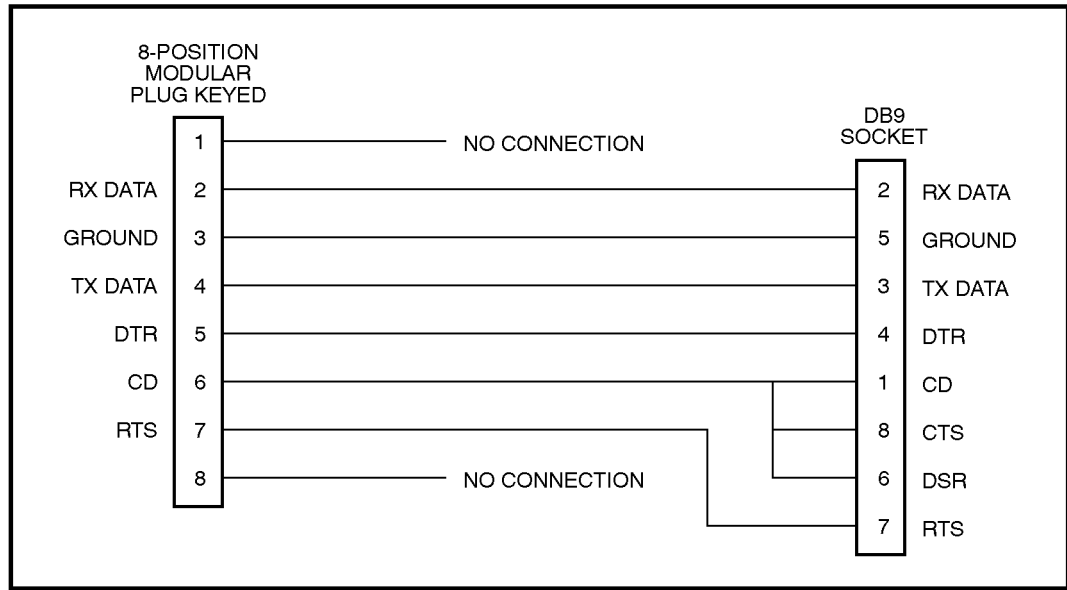 8-POSITION
MODULAR
PLUG KEYED
DB9
SOCKET
1 NO CONNECTION
RX DATA 2 2 RX DATA
GROUND 3 5 GROUND
TX DATA 4 3 TX DATA
DTR 5 4 DTR
CD 6 1 CD
RTS 7 8 CTS
8 NO CONNECTION 6 DSR
7 RTS